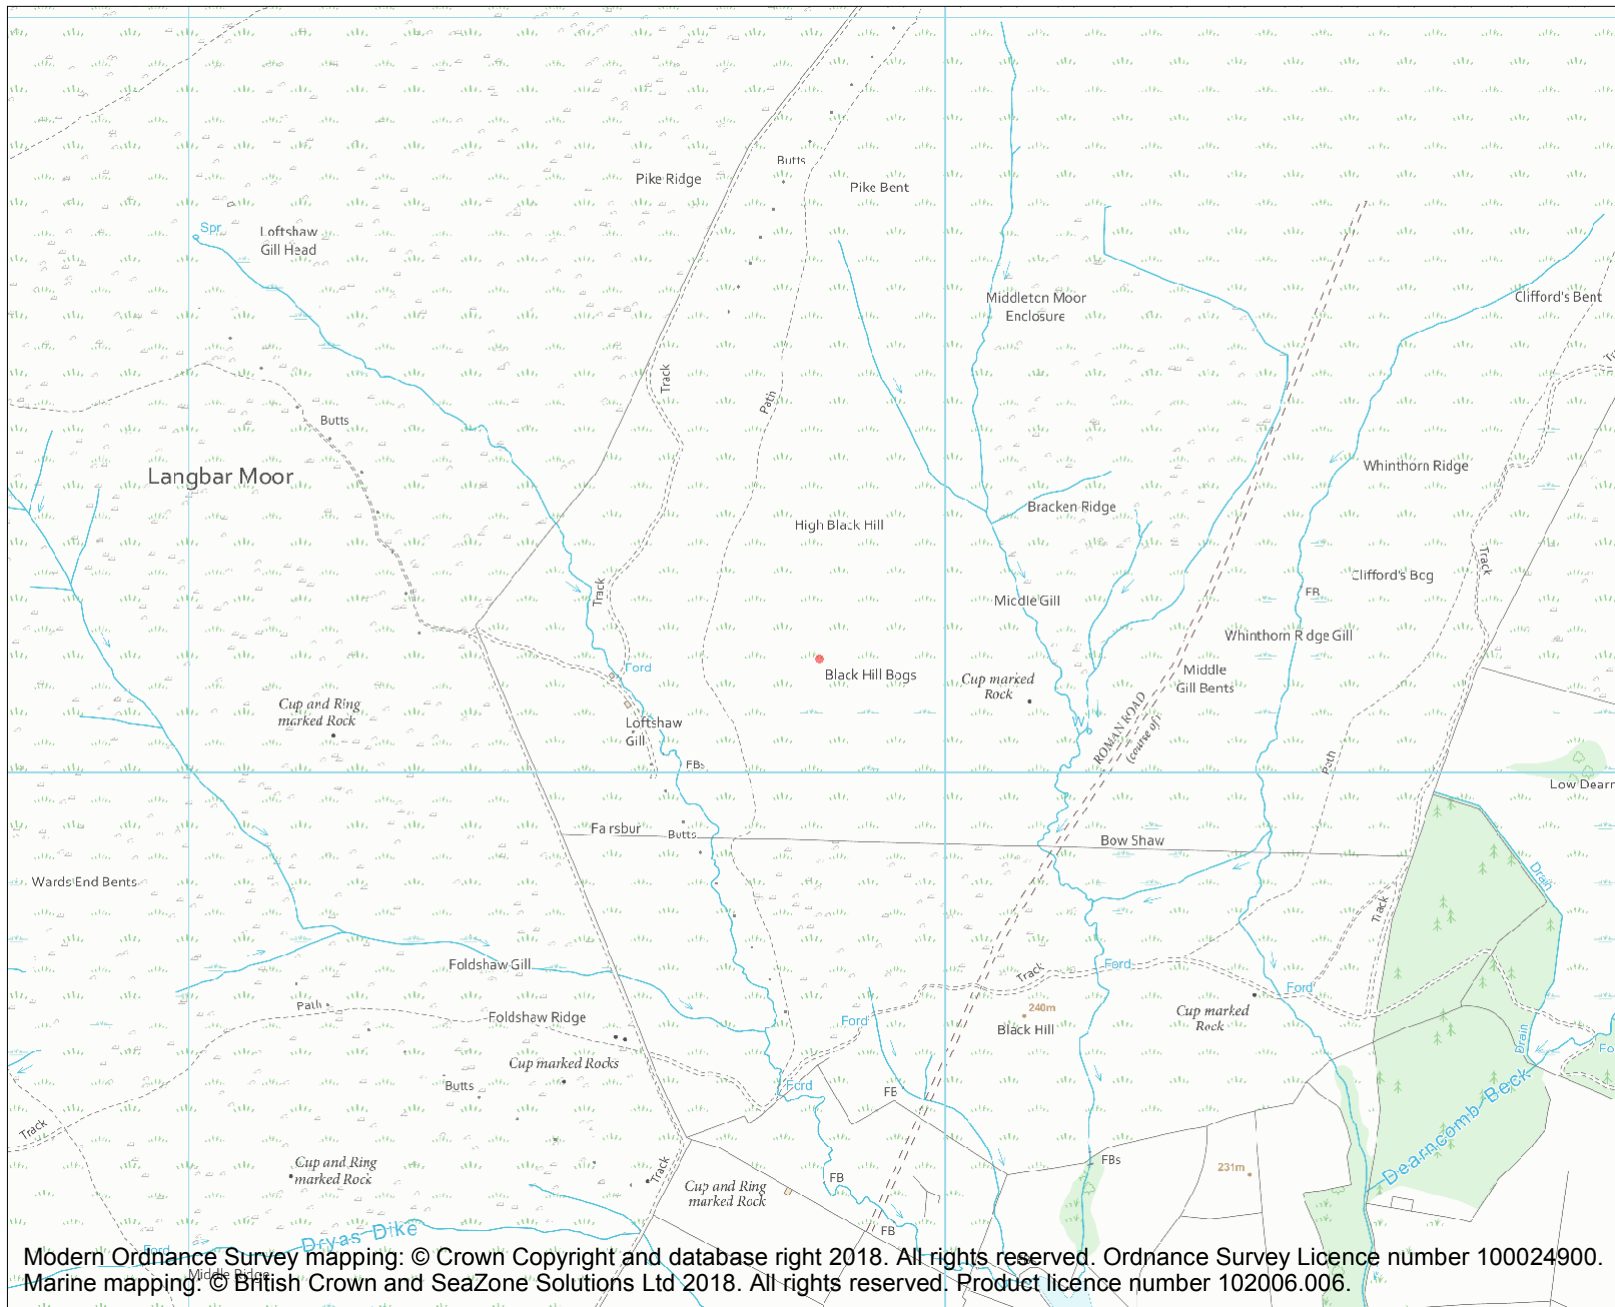 Butts
Pike Ridge
Pike Bent
Spr
Loftshaw
Gill Head
Middleton Moor
Enclosure
Clifford's Bent
Track
Path
Butts
Langbar Moor
Whinthorn Ridge
Bracken Ridge
High Black Hill
Track
Track
Clifford's Bog
FB
Middle Gill
Whinthorn Ridge Gill
Ford
Black Hill Bogs
Cup marked
Rock
Middle
Gill Bents
Cup and Ring
marked Rock
Loftshaw
Gill
W
ROMAN ROAD
(course of)
Path
FBs
Low Dearn
Fairsbur
Butts
Bow Shaw
Wards End Bents
Drain
Track
Foldshaw Gill
Track
Ford
Ford
Path
240m
Foldshaw Ridge
Ford
Black Hill
Cup marked
Rock
Drain
Fo
Cup marked Rocks
Butts
Ford
FB
Dearncomb Beck
Track
Cup and Ring
marked Rock
Track
FBs
231m
Cup and Ring
marked Rock
FB
FB
Dryas Dike
Ford
Middle Ridge
Modern Ordnance Survey mapping: © Crown Copyright and database right 2018. All rights reserved. Ordnance Survey Licence number 100024900.
Marine mapping: © British Crown and SeaZone Solutions Ltd 2018. All rights reserved. Product licence number 102006.006.